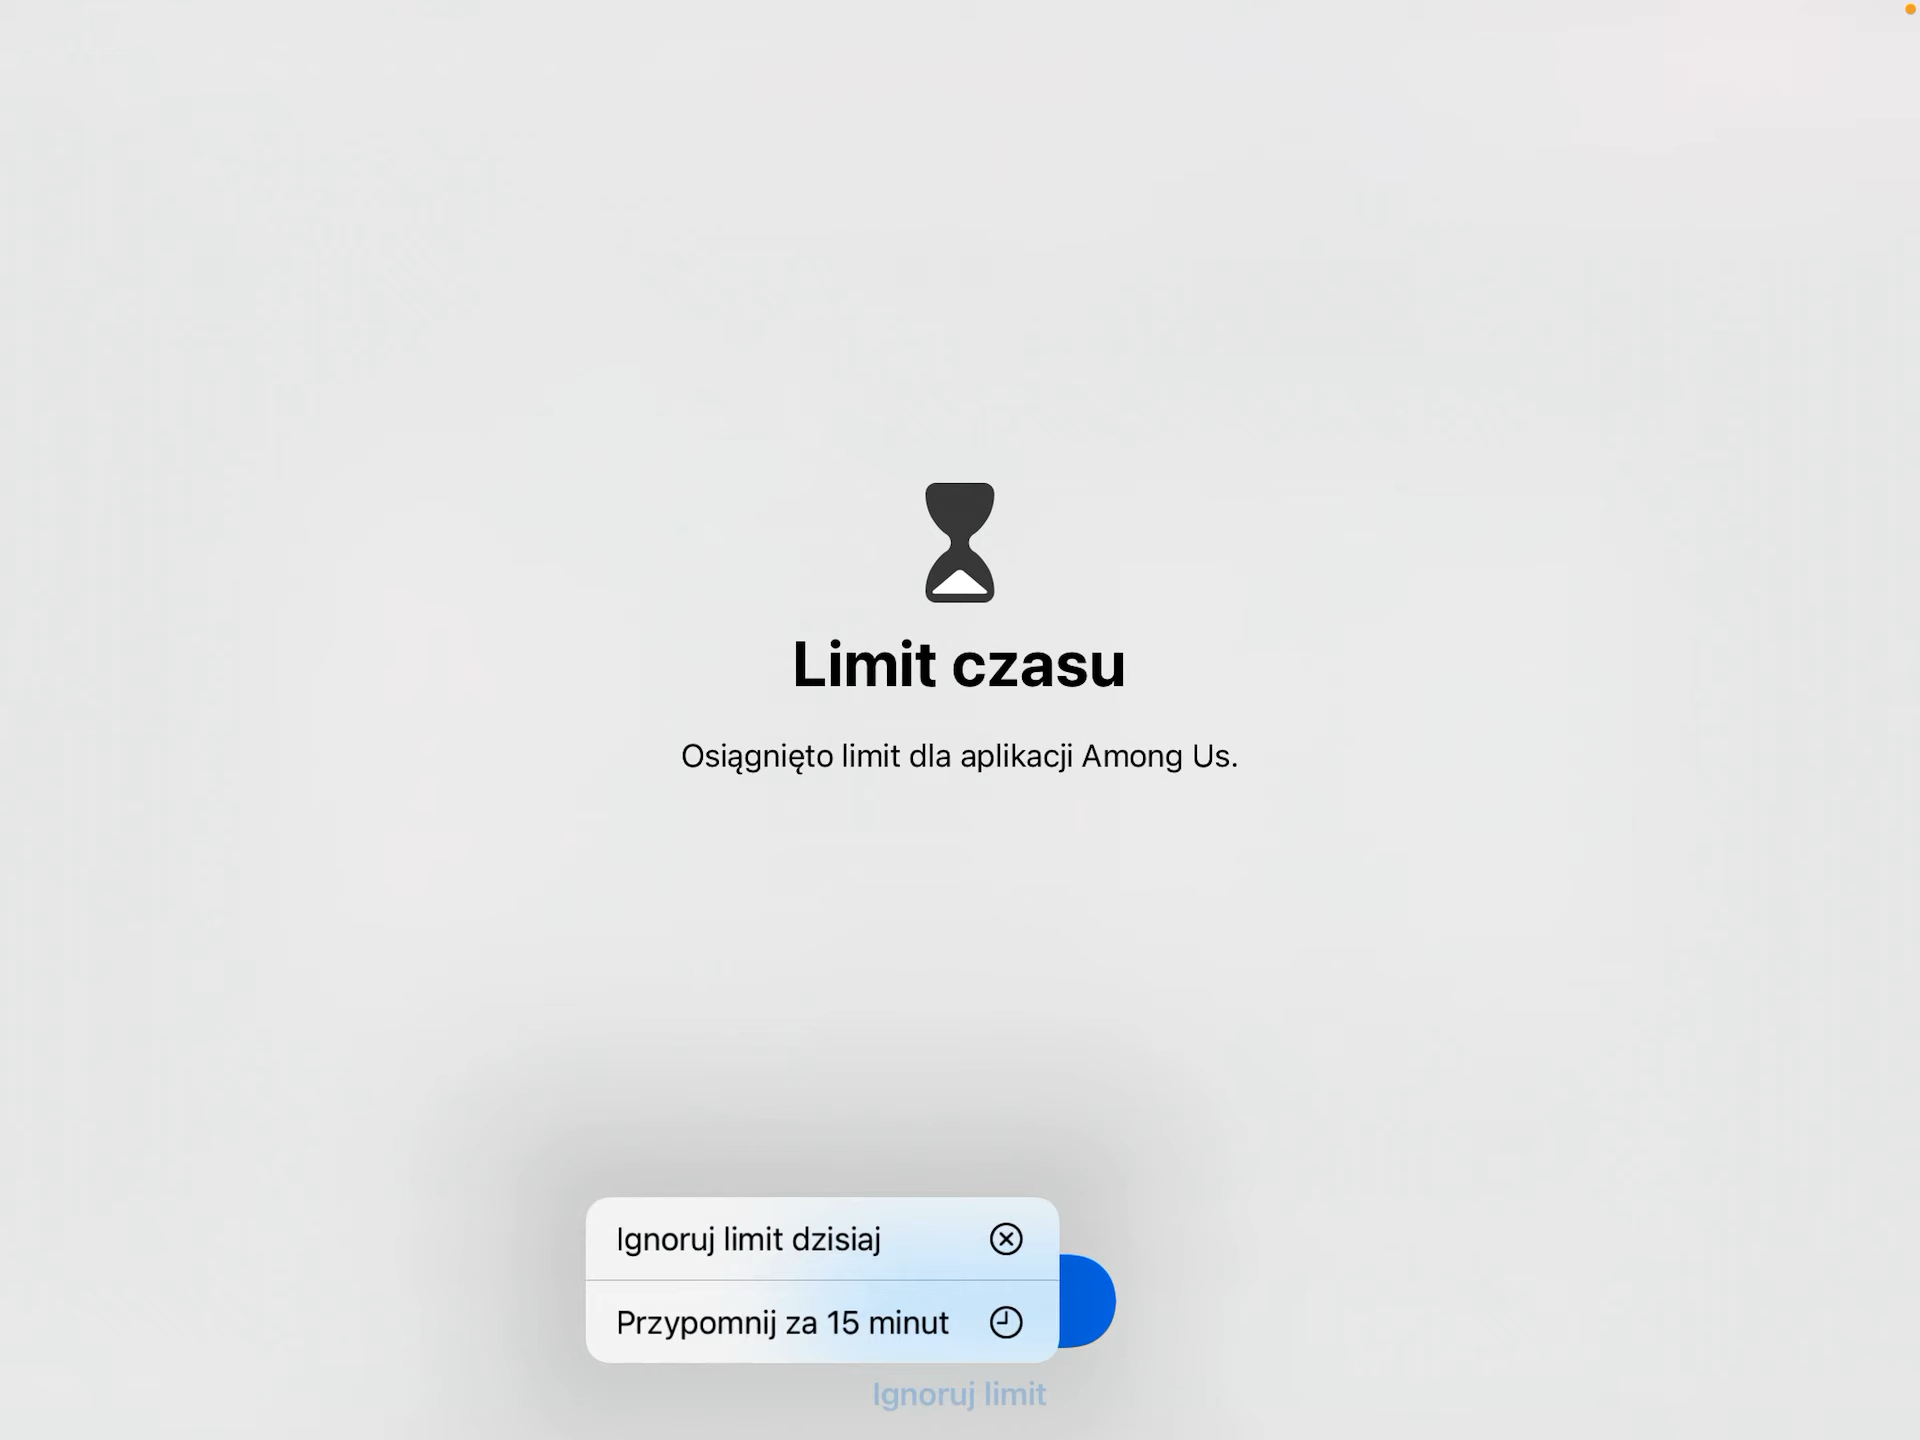 Limit czasu
Osiągnięto limit dla aplikacji Among Us.
Ignoruj limit dzisiaj
Przypomnij za 15 minut
Ignoruj limit